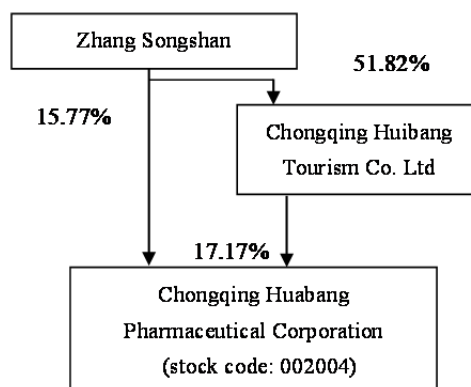 Zhang Songshan
51.82%
15.77%
Chongqing Huibang
Tourism Co. Ltd
17.17%
Chongqing Huabang
Pharmaceutical Corporation
(stock code: 002004)